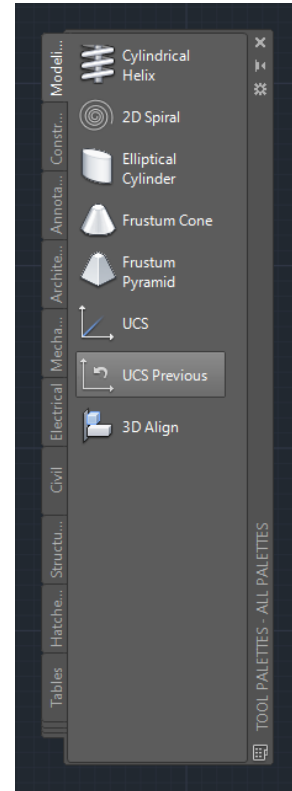 Modeli...
Constr...
Annota...
Archite...
Mecha...
Electrical
Civil
Structu...
Hatche...
Tables
Cylindrical
Helix
2D Spiral
Elliptical
Cylinder
Frustum Cone
Frustum
Pyramid
UCS
UCS Previous
3D Align
TOOL PALETTES - ALL PALETTES